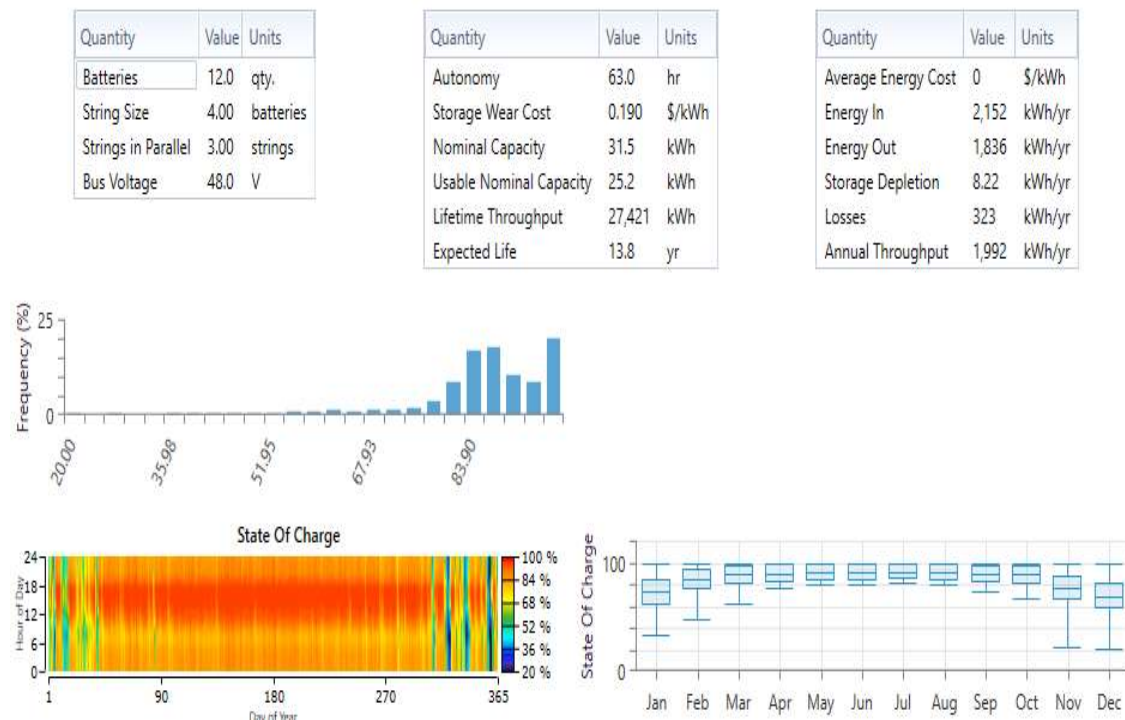 Quantity Value Units
Batteries 12.0 qty.
String Size 4.00 batteries
Strings in Parallel 3.00 strings
Bus Voltage 48.0 V
Quantity Value Units
Autonomy 63.0 hr
Storage Wear Cost 0.190 $/kWh
Nominal Capacity 31.5 kWh
Usable Nominal Capacity 25.2 kWh
Lifetime Throughput 27,421 kWh
Expected Life 13.8 yr
Quantity Value Units
Average Energy Cost 0 $/kWh
Energy In 2,152 kWh/yr
Energy Out 1,836 kWh/yr
Storage Depletion 8.22 kWh/yr
Losses 323 kWh/yr
Annual Throughput 1,992 kWh/yr
Frequency (%)
25
0
20.00 35.98 51.95 67.93 83.90
State Of Charge
Hour of Day
24
18
12
6
0
1 90 180 270 365
Day of Year
100 %
84 %
68 %
52 %
36 %
20 %
State Of Charge
100
0
Jan Feb Mar Apr May Jun Jul Aug Sep Oct Nov Dec